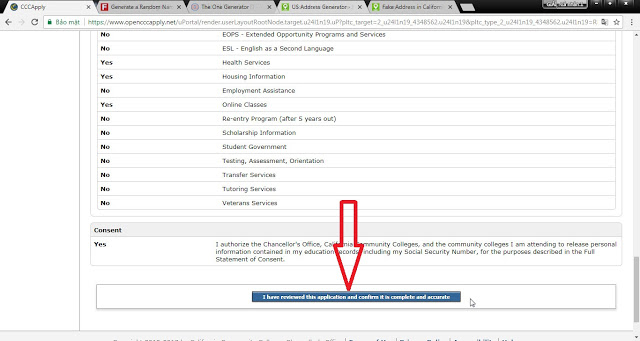 CCCApply
Generate a Random Nam
The One Generator (T
US Address Generator -
Fake Address in Californi
Bảo mật
https://www.opencccapply.net/uPortal/render.userLayoutRootNode.target.u24l1n19.uP?pltc_target=2_u24l1n19_4348562.u24l1n19&pltc_type_2_u24l1n19_4348562.u24l1n19=R
No EOPS - Extended Opportunity Programs and Services
No ESL - English as a Second Language
Yes Health Services
Yes Housing Information
No Employment Assistance
Yes Online Classes
No Re-entry Program (after 5 years out)
No Scholarship Information
No Student Government
No Testing, Assessment, Orientation
No Transfer Services
No Tutoring Services
No Veterans Services
Consent
Yes I authorize the Chancellor's Office, Community Colleges, and the community colleges I am attending to release personal
information contained in my education including my Social Security Number, for the purposes described in the Full
Statement of Consent.
I have reviewed this application and confirm it is complete and accurate